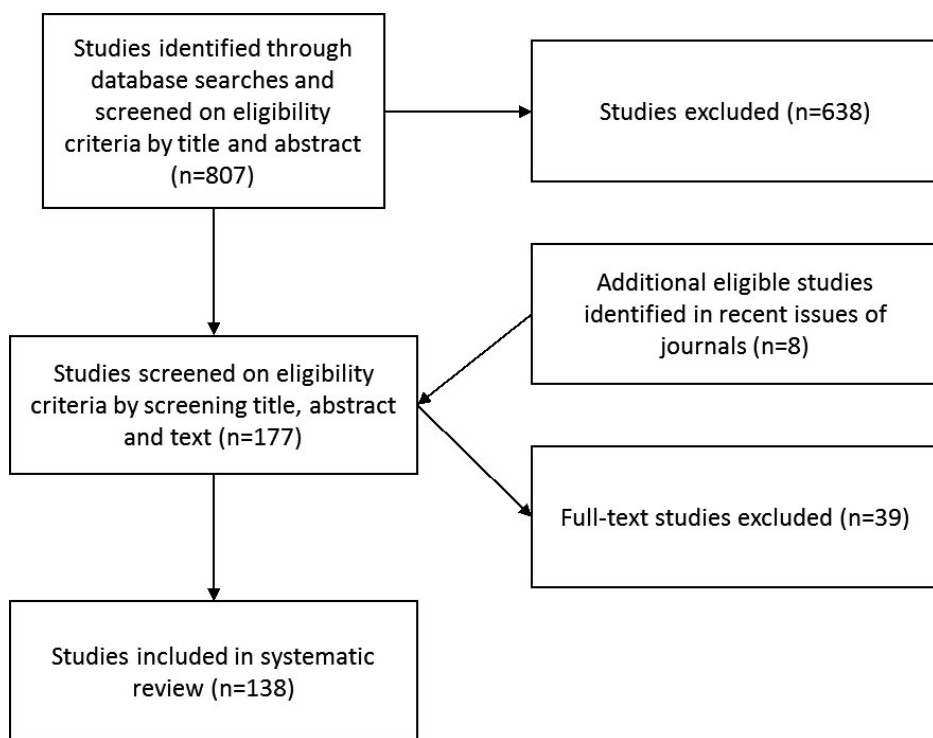 Studies identified through
database searches and
screened on eligibility
criteria by title and abstract
(n=807)
Studies excluded (n=638)
Additional eligible studies
identified in recent issues of
journals (n=8)
Studies screened on eligibility
criteria by screening title, abstract
and text (n=177)
Full-text studies excluded (n=39)
Studies included in systematic
review (n=138)